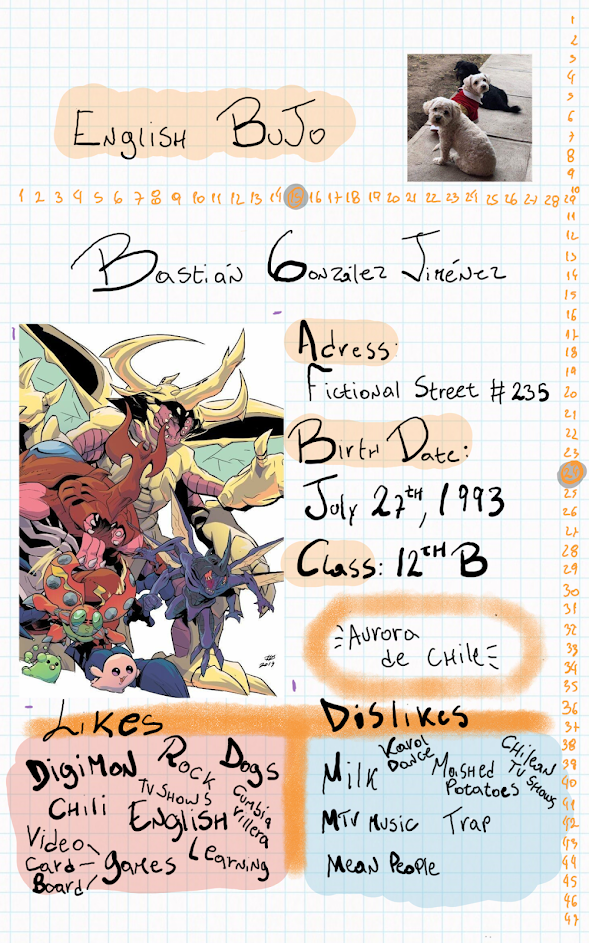 English BuJo
1 2 3 4 5 6 7 8 9 10 11 12 13 14 15 16 17 18 19 20 21 22 23 24 25 26 27 28 29
Bastián González Jiménez
Adress:
Fictional Street # 235
Birth Date:
July 27th, 1993
Class: 12th B
Aurora
de Chile
Likes
Digimon Rock Dogs
TV Shows
Chili English
Cumbia
Villera
Video
Card games
Board
Learning
Dislikes
Milk
Karol
Dance
Mashed
Potatoes
Chilean
TV Shows
MTV Music Trap
Mean People
2019
1
2
3
4
5
6
7
8
9
10
11
12
13
14
15
16
17
18
19
20
21
22
23
24
25
26
27
28
29
30
31
32
33
34
35
36
37
38
39
40
41
42
43
44
45
46
47